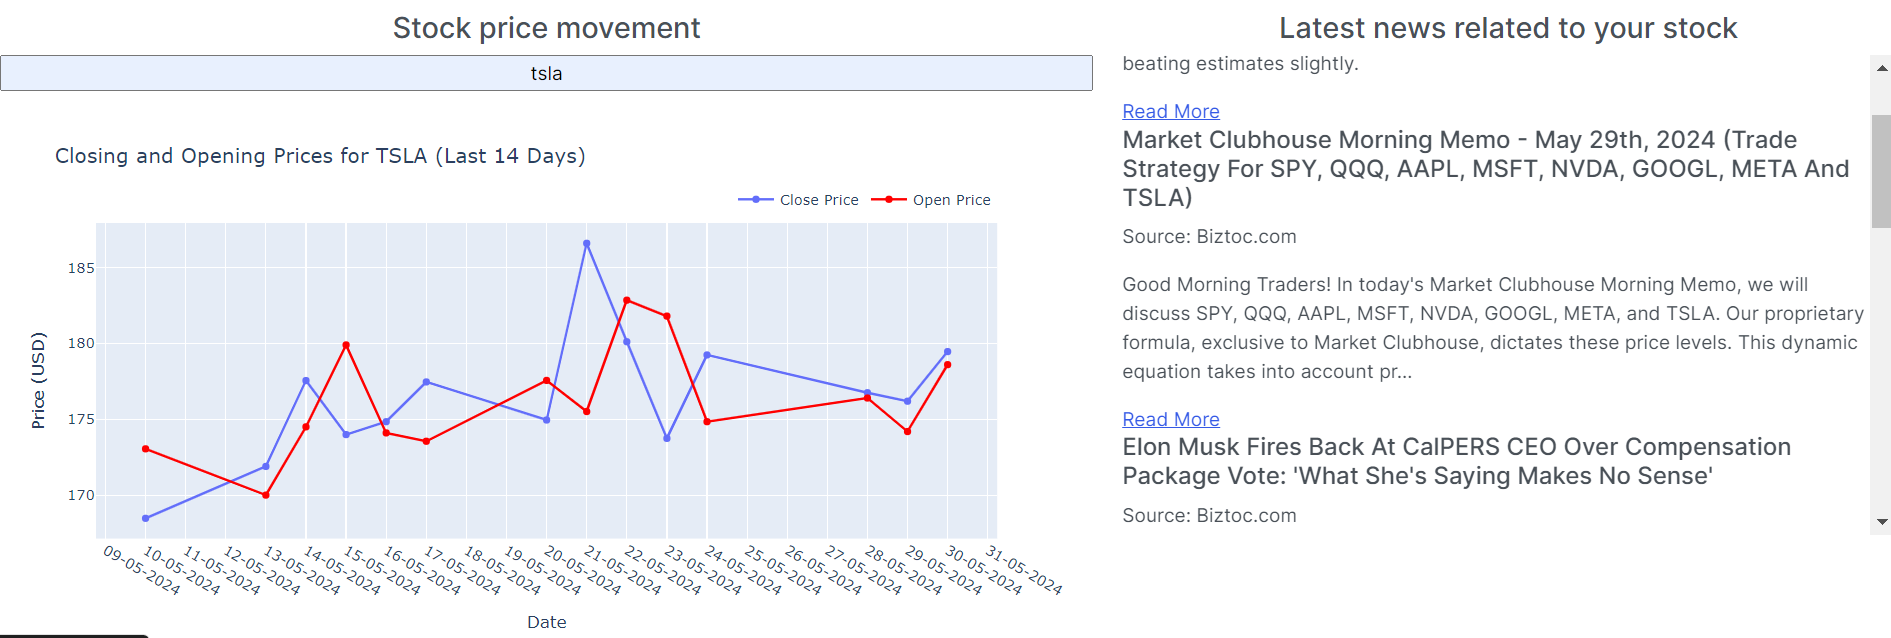 Stock price movement
tsla
Closing and Opening Prices for TSLA (Last 14 Days)
Close Price
Open Price
185
180
175
170
Price (USD)
09-05-2024
10-05-2024
11-05-2024
12-05-2024
13-05-2024
14-05-2024
15-05-2024
16-05-2024
17-05-2024
18-05-2024
19-05-2024
20-05-2024
21-05-2024
22-05-2024
23-05-2024
24-05-2024
25-05-2024
26-05-2024
27-05-2024
28-05-2024
29-05-2024
30-05-2024
31-05-2024
Date
Latest news related to your stock
beating estimates slightly.
Read More
Market Clubhouse Morning Memo - May 29th, 2024 (Trade
Strategy For SPY, QQQ, AAPL, MSFT, NVDA, GOOGL, META And
TSLA)
Source: Biztoc.com
Good Morning Traders! In today's Market Clubhouse Morning Memo, we will
discuss SPY, QQQ, AAPL, MSFT, NVDA, GOOGL, META, and TSLA. Our proprietary
formula, exclusive to Market Clubhouse, dictates these price levels. This dynamic
equation takes into account pr...
Read More
Elon Musk Fires Back At CalPERS CEO Over Compensation
Package Vote: 'What She's Saying Makes No Sense'
Source: Biztoc.com